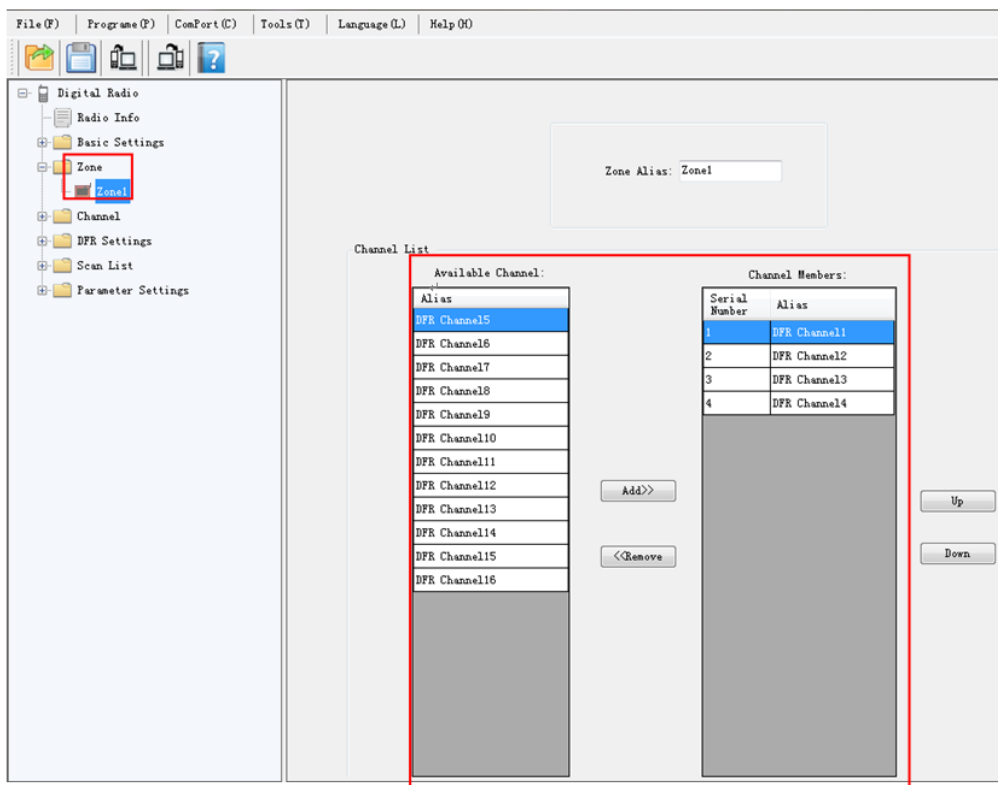 File(F) Programe(P) ComPort(C) Tools(T) Language(L) Help(H)
Digital Radio
Radio Info
Basic Settings
Zone
Zone1
Channel
DFR Settings
Scan List
Parameter Settings
Zone Alias: Zone1
Channel List
Available Channel:
Alias
DFR Channel5
DFR Channel6
DFR Channel7
DFR Channel8
DFR Channel9
DFR Channel10
DFR Channel11
DFR Channel12
DFR Channel13
DFR Channel14
DFR Channel15
DFR Channel16
Add>>
<<Remove
Channel Members:
Serial Number Alias
1 DFR Channel1
2 DFR Channel2
3 DFR Channel3
4 DFR Channel4
Up
Down